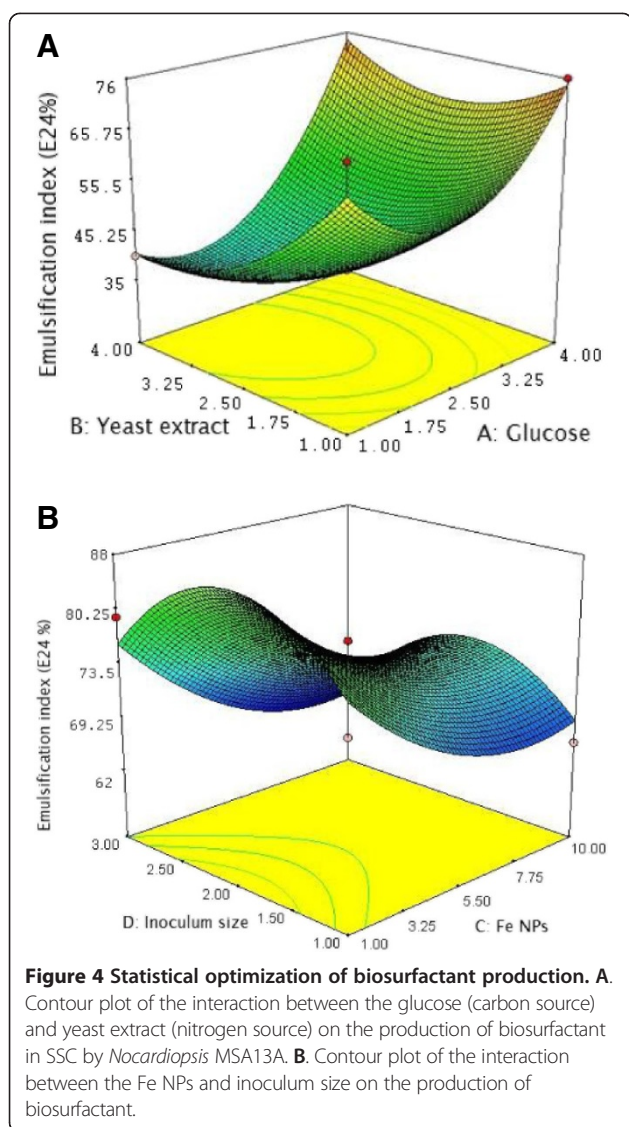 A
Emulsification index (E24%)
76
65.75
55.5
45.25
35
4.00
3.25
2.50
1.75
1.00
B: Yeast extract
4.00
3.25
2.50
1.75
1.00
A: Glucose
B
Emulsification index (E24 %)
88
80.25
73.5
69.25
62
3.00
2.50
2.00
1.50
1.00
D: Inoculum size
10.00
7.75
5.50
3.25
1.00
C: Fe NPs
Figure 4 Statistical optimization of biosurfactant production. A.
Contour plot of the interaction between the glucose (carbon source)
and yeast extract (nitrogen source) on the production of biosurfactant
in SSC by Nocardiopsis MSA13A. B. Contour plot of the interaction
between the Fe NPs and inoculum size on the production of
biosurfactant.